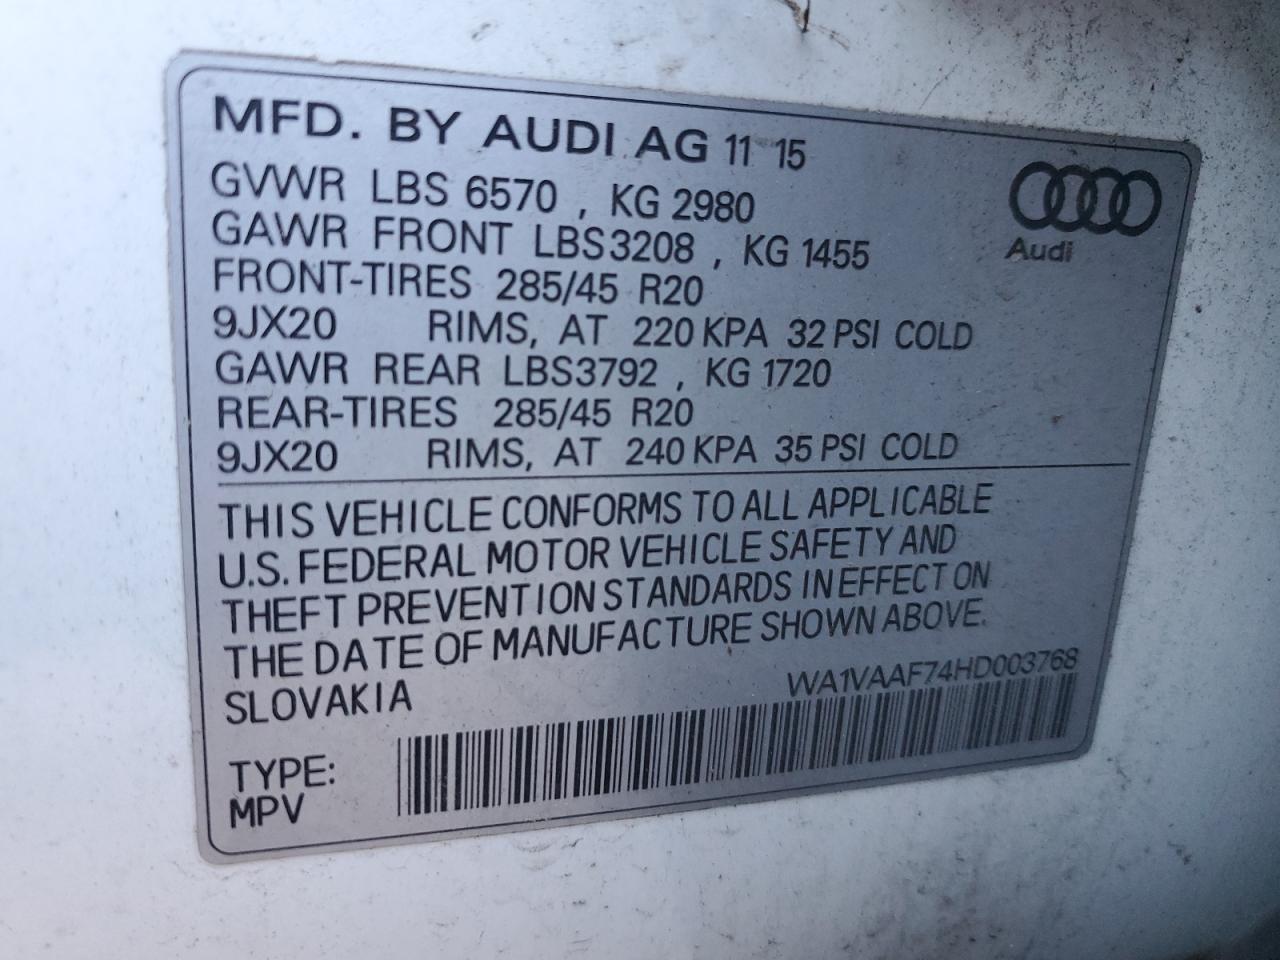 MFD. BY AUDI AG 11 15
GVWR LBS 6570 , KG 2980
GAWR FRONT LBS3208 , KG 1455
Audi
FRONT-TIRES 285/45 R20
9JX20 RIMS, AT 220 KPA 32 PSI COLD
GAWR REAR LBS3792 , KG 1720
REAR-TIRES 285/45 R20
9JX20 RIMS, AT 240 KPA 35 PSI COLD
THIS VEHICLE CONFORMS TO ALL APPLICABLE
U.S. FEDERAL MOTOR VEHICLE SAFETY AND
THEFT PREVENTION STANDARDS IN EFFECT ON
THE DATE OF MANUFACTURE SHOWN ABOVE.
SLOVAKIA WA1VAAF74HD003768
TYPE:
MPV